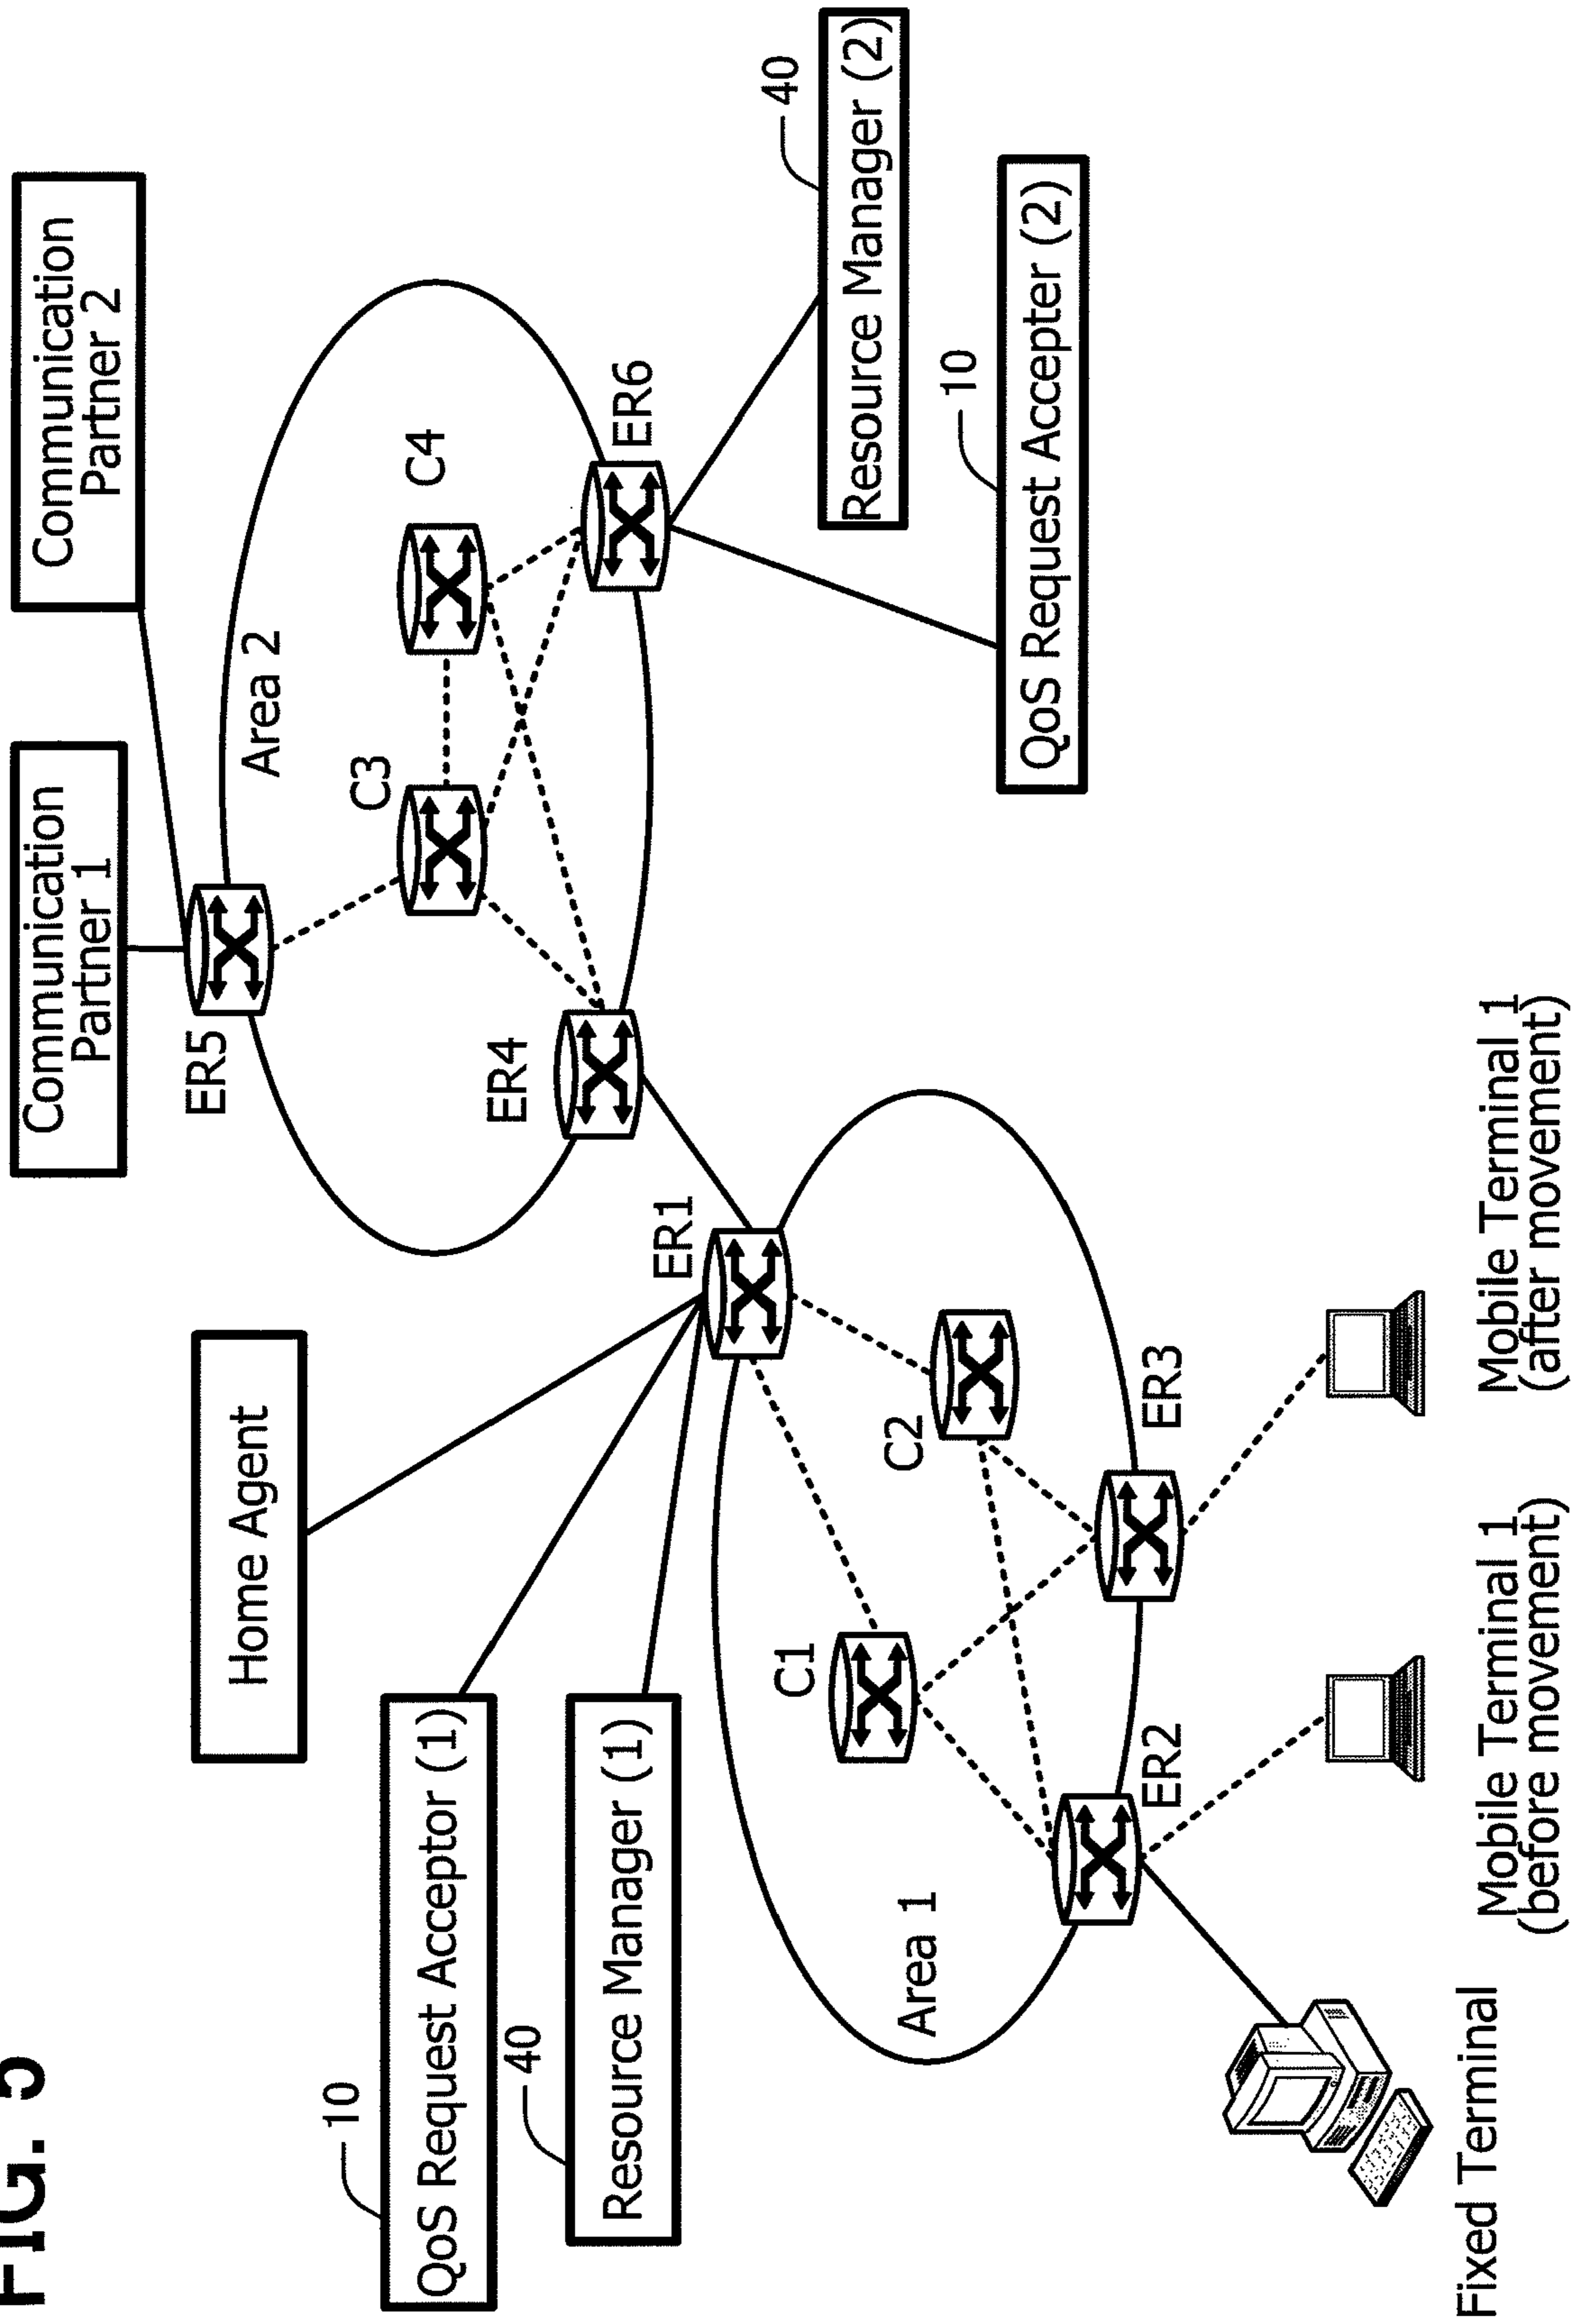 FIG. 5
Communication
Partner 1
Communication
Partner 2
Home Agent
ER5
Area 2
10
QoS Request Acceptor (1)
C3
C4
40
Resource Manager (1)
ER4
ER6
ER1
40
Resource Manager (2)
C1
C2
10
QoS Request Accepter (2)
Area 1
ER2
ER3
Fixed Terminal
Mobile Terminal 1
(before movement)
Mobile Terminal 1
(after movement)